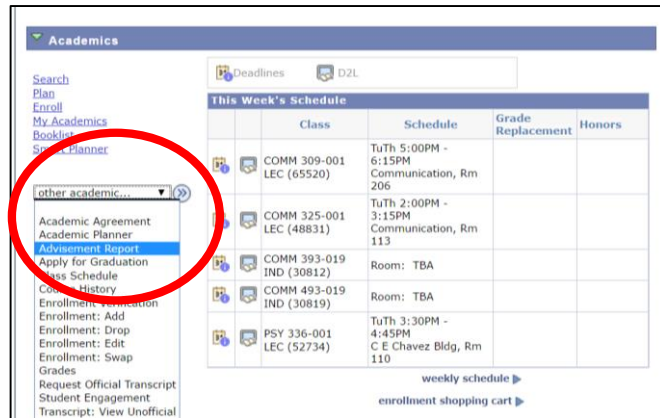 Academics
Search
Plan
Enroll
My Academics
Booklist
Smart Planner
other academic...
Academic Agreement
Academic Planner
Advisement Report
Apply for Graduation
Class Schedule
Course History
Enrollment Verification
Enrollment: Add
Enrollment: Drop
Enrollment: Edit
Enrollment: Swap
Grades
Request Official Transcript
Student Engagement
Transcript: View Unofficial
Deadlines D2L
This Week's Schedule
Class Schedule Grade Replacement Honors
COMM 309-001
LEC (65520)
TuTh 5:00PM -
6:15PM
Communication, Rm
206
COMM 325-001
LEC (48831)
TuTh 2:00PM -
3:15PM
Communication, Rm
113
COMM 393-019
IND (30812)
Room: TBA
COMM 493-019
IND (30819)
Room: TBA
PSY 336-001
LEC (52734)
TuTh 3:30PM -
4:45PM
C E Chavez Bldg, Rm
110
weekly schedule
enrollment shopping cart